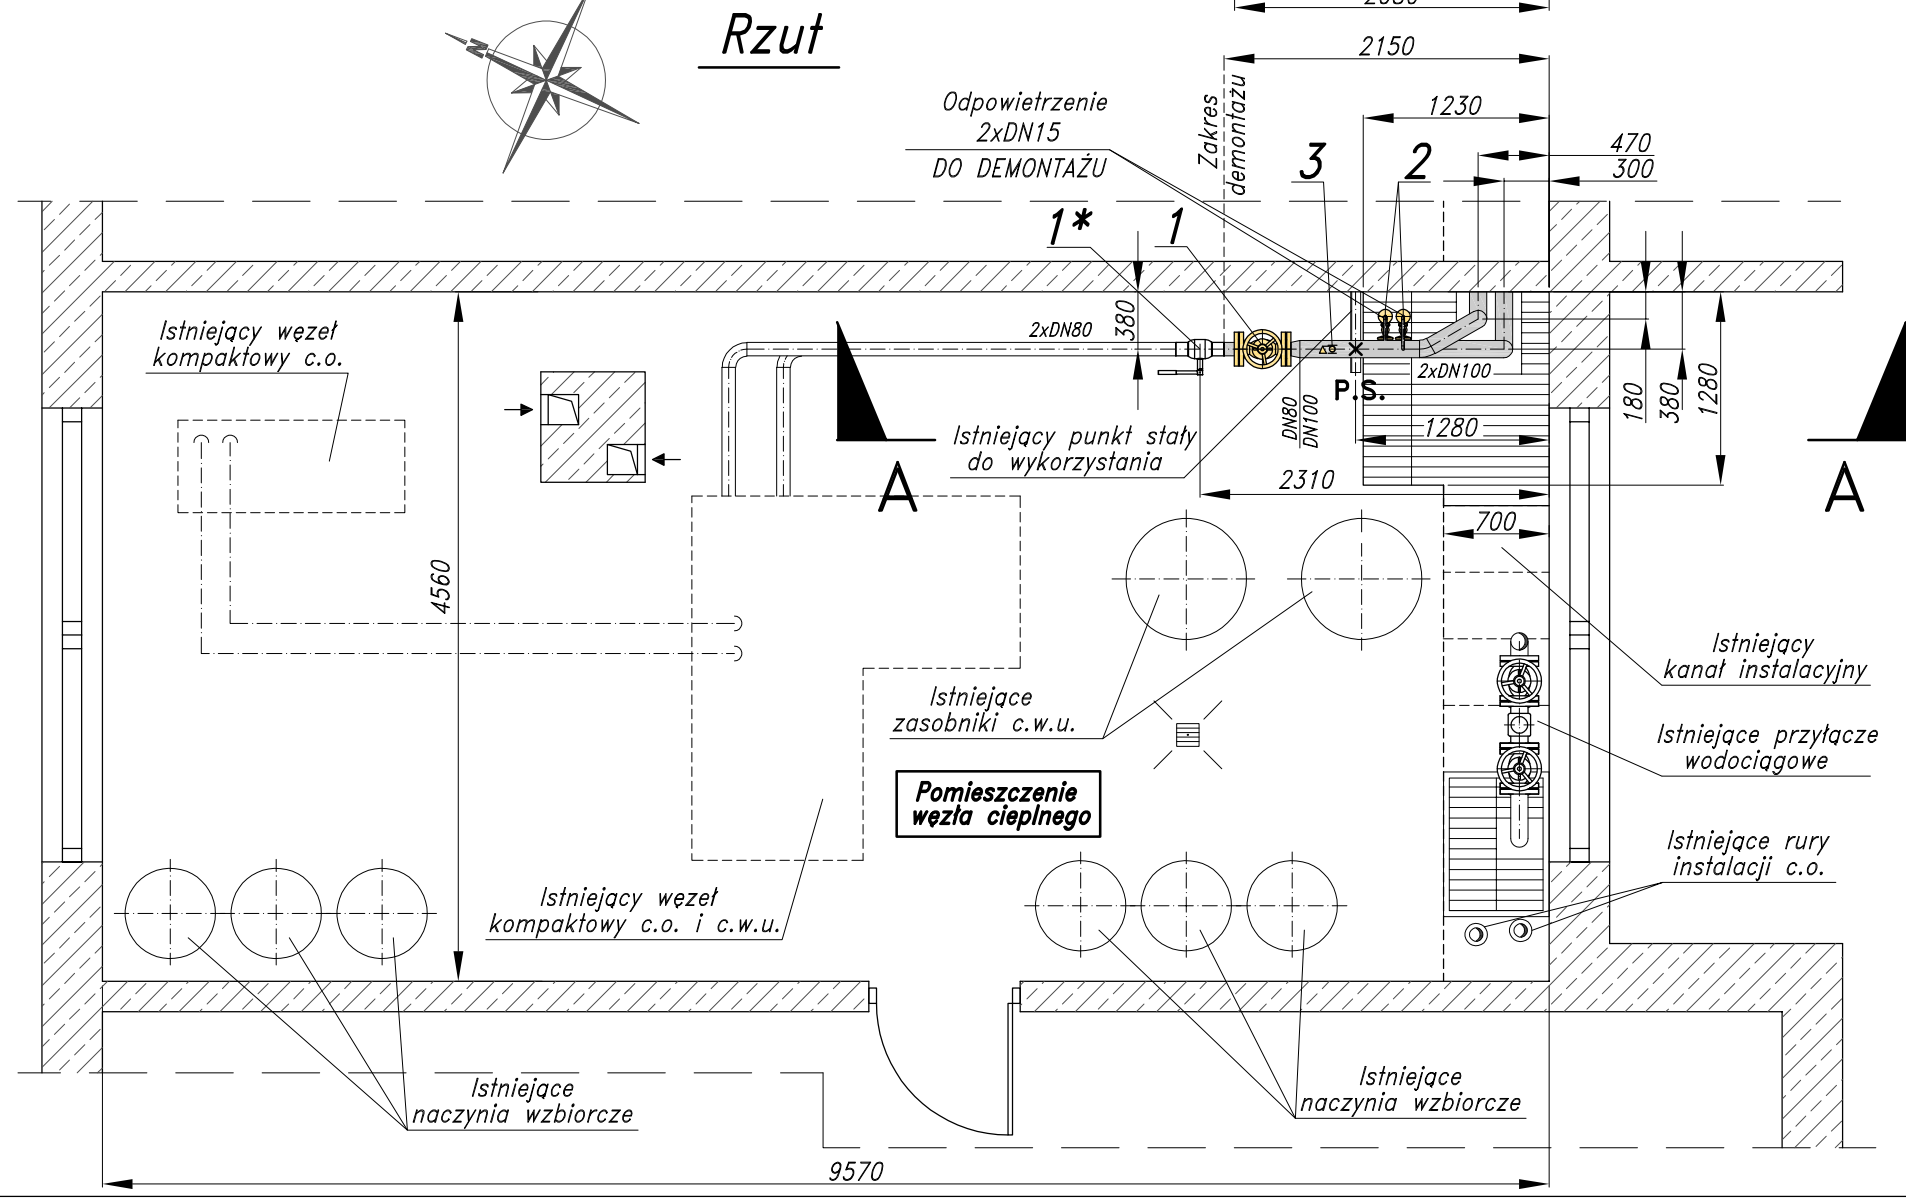 Rzut
N
2150
1230
470
300
Odpowietrzenie
2xDN15
DO DEMONTAŻU
Zakres
demontażu
3
2
1*
1
Istniejący węzeł
kompaktowy c.o.
2xDN80
380
P.S.
2xDN100
DN80
DN100
180
380
1280
1280
Istniejący punkt stały
do wykorzystania
2310
A
A
700
4560
Istniejący
kanał instalacyjny
Istniejące
zasobniki c.w.u.
Istniejące przyłącze
wodociągowe
Pomieszczenie
węzła cieplnego
Istniejące rury
instalacji c.o.
Istniejący węzeł
kompaktowy c.o. i c.w.u.
Istniejące
naczynia wzbiorcze
Istniejące
naczynia wzbiorcze
9570